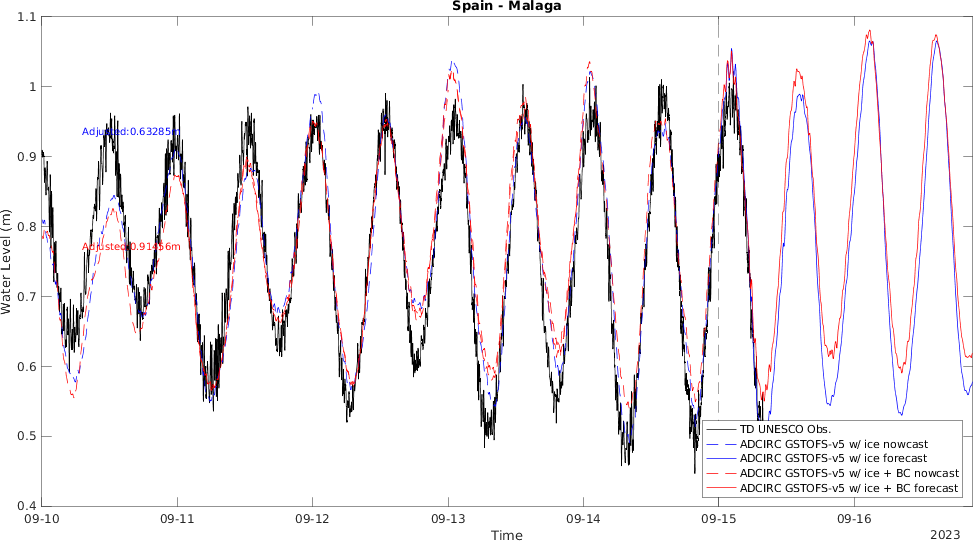 Spain - Malaga
1.1
1
0.9
0.8
0.7
0.6
0.5
0.4
Water Level (m)
Adjusted:0.63285m
Adjusted:0.91456m
TD UNESCO Obs.
ADCIRC GSTOFS-v5 w/ ice nowcast
ADCIRC GSTOFS-v5 w/ ice forecast
ADCIRC GSTOFS-v5 w/ ice + BC nowcast
ADCIRC GSTOFS-v5 w/ ice + BC forecast
09-10
09-11
09-12
09-13
09-14
09-15
09-16
Time
2023